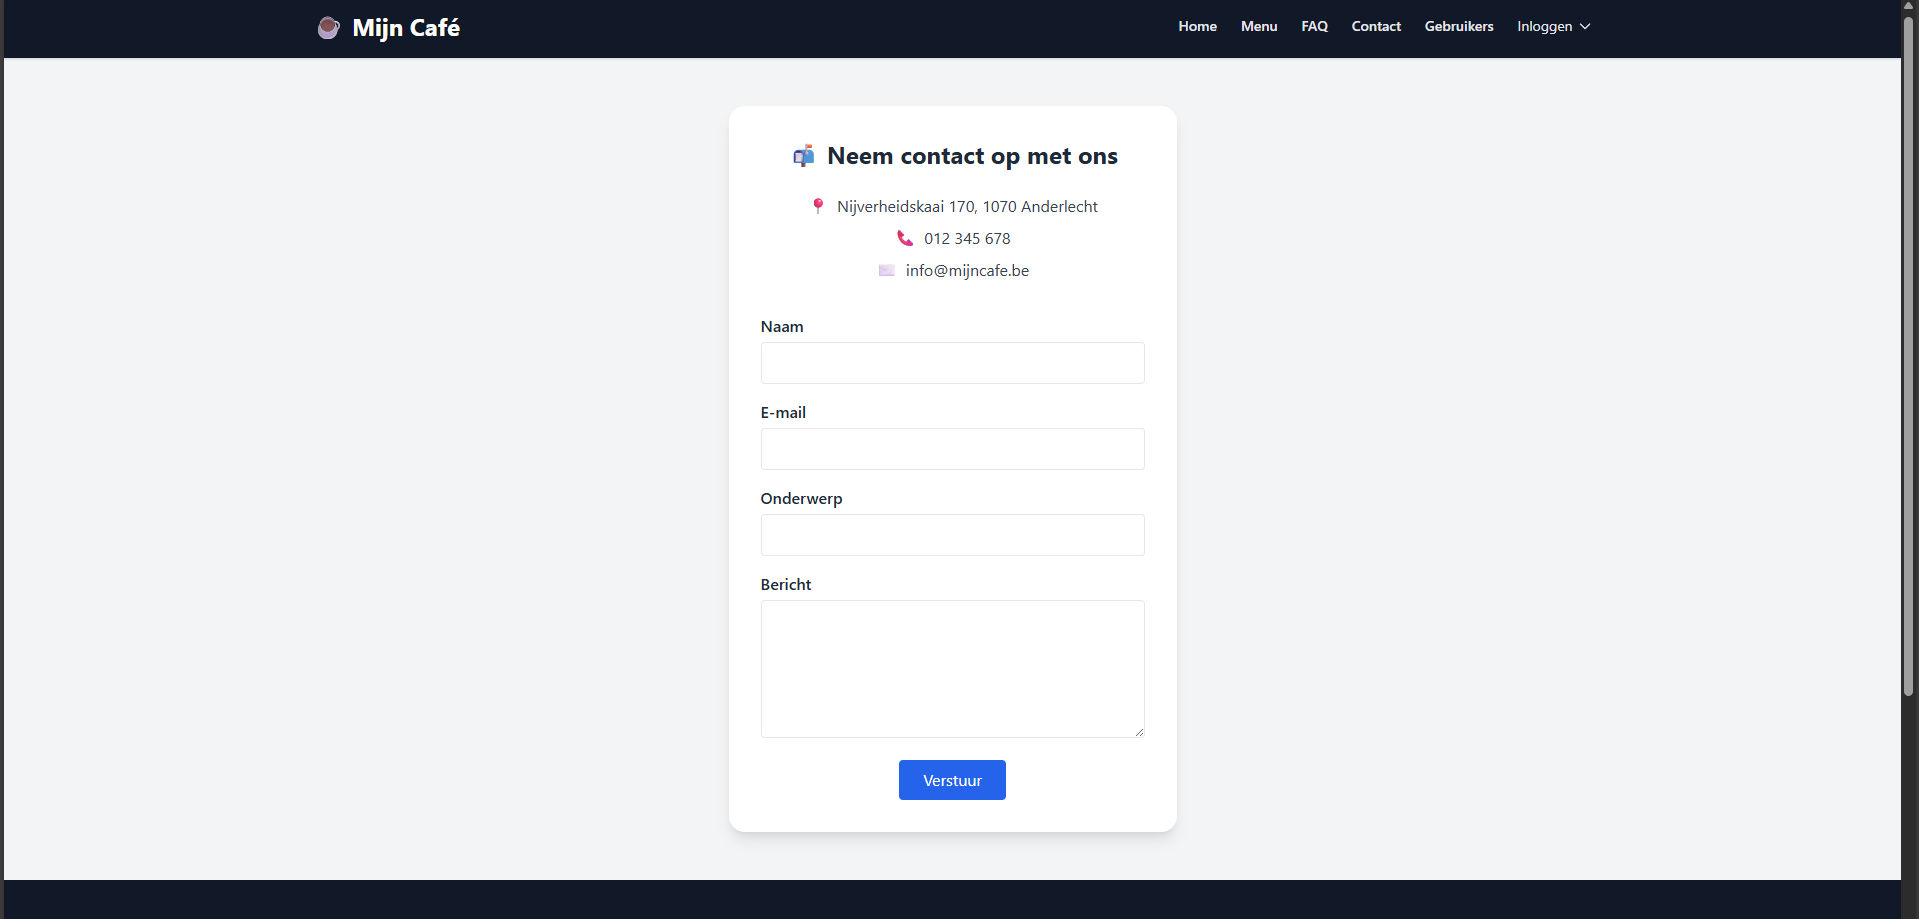 Mijn Café
Home Menu FAQ Contact Gebruikers Inloggen
Neem contact op met ons
Nijverheidskaai 170, 1070 Anderlecht
012 345 678
info@mijncafe.be
Naam
E-mail
Onderwerp
Bericht
Verstuur